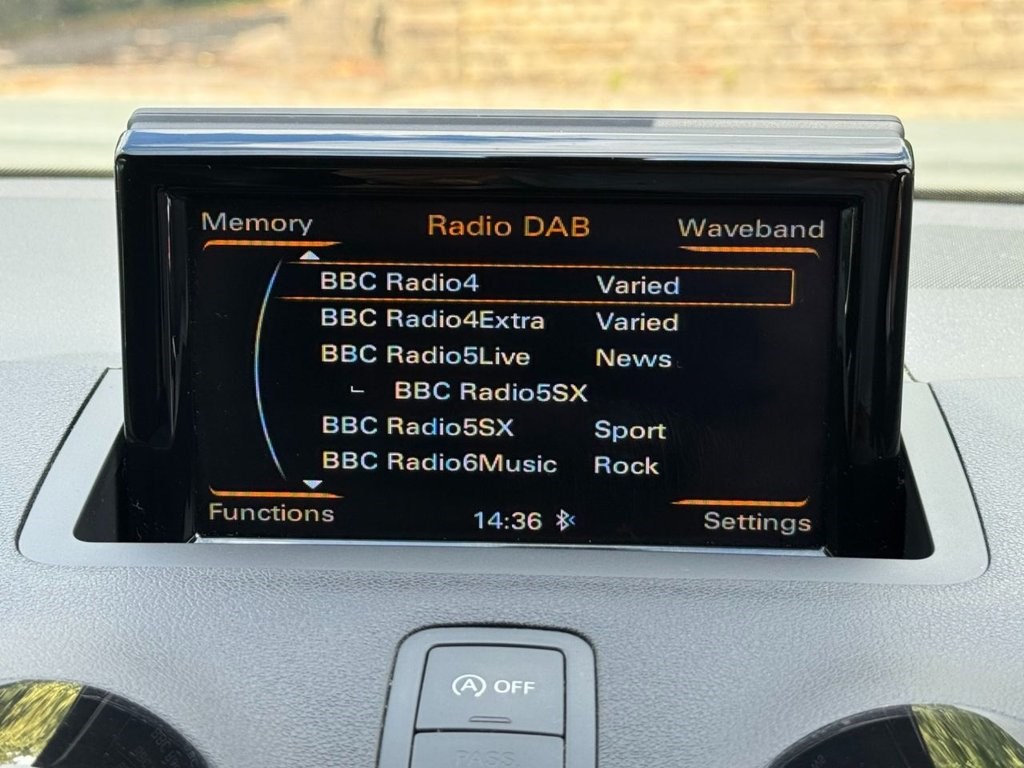 Memory Radio DAB Waveband
BBC Radio4 Varied
BBC Radio4Extra Varied
BBC Radio5Live News
BBC Radio5SX
BBC Radio5SX Sport
BBC Radio6Music Rock
Functions 14:36 Settings
A OFF
PASS